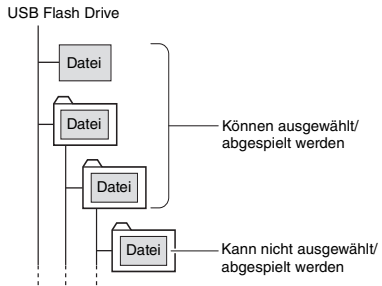 USB Flash Drive
Datei
Datei
Können ausgewählt/
abgespielt werden
Datei
Datei
Kann nicht ausgewählt/
abgespielt werden